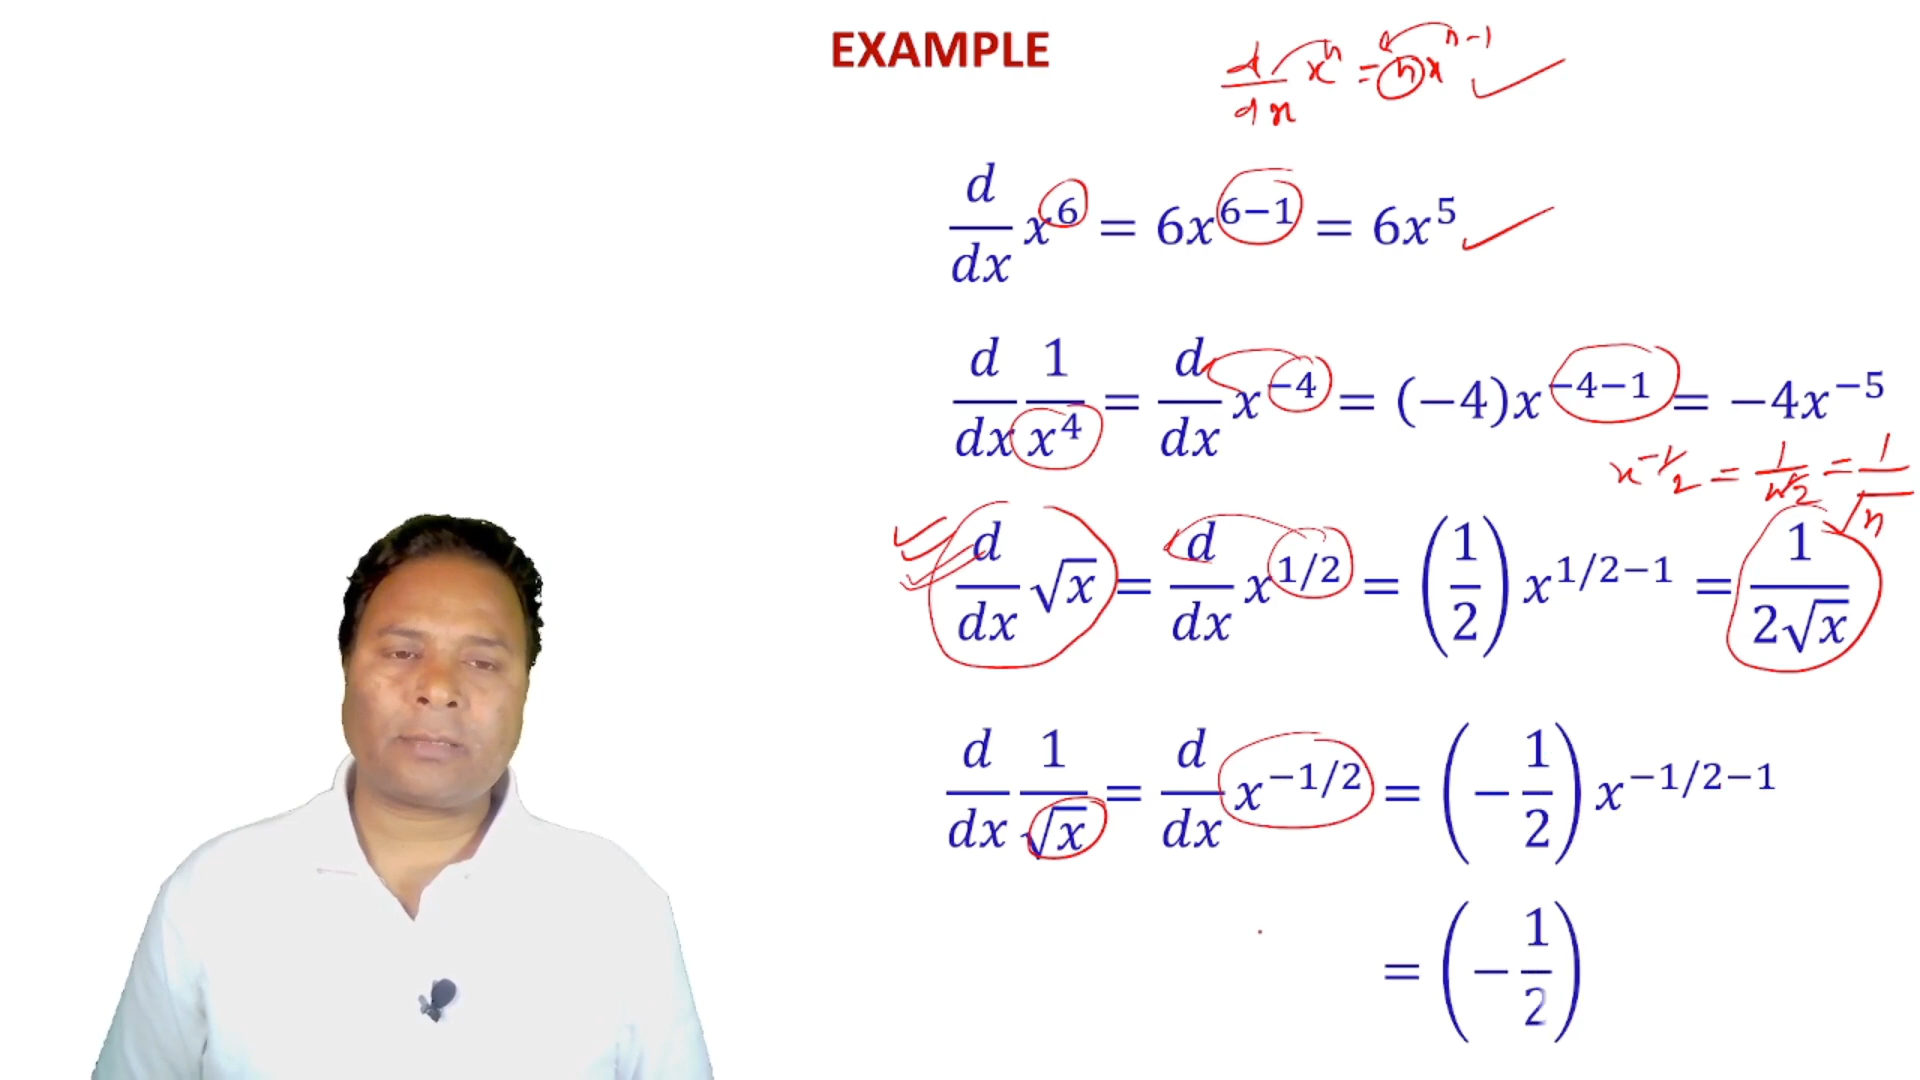 EXAMPLE
d/dx xⁿ = n xⁿ⁻¹
d/dx x⁶ = 6x⁶⁻¹ = 6x⁵
d/dx 1/x⁴ = d/dx x⁻⁴ = (−4)x⁻⁴⁻¹ = −4x⁻⁵
x^(-1/2) = 1/x^(1/2) = 1/√x
d/dx √x = d/dx x^(1/2) = (1/2) x^(1/2−1) = 1/(2√x)
d/dx 1/√x = d/dx x^(−1/2) = (−1/2) x^(−1/2−1)
= (−1/2)